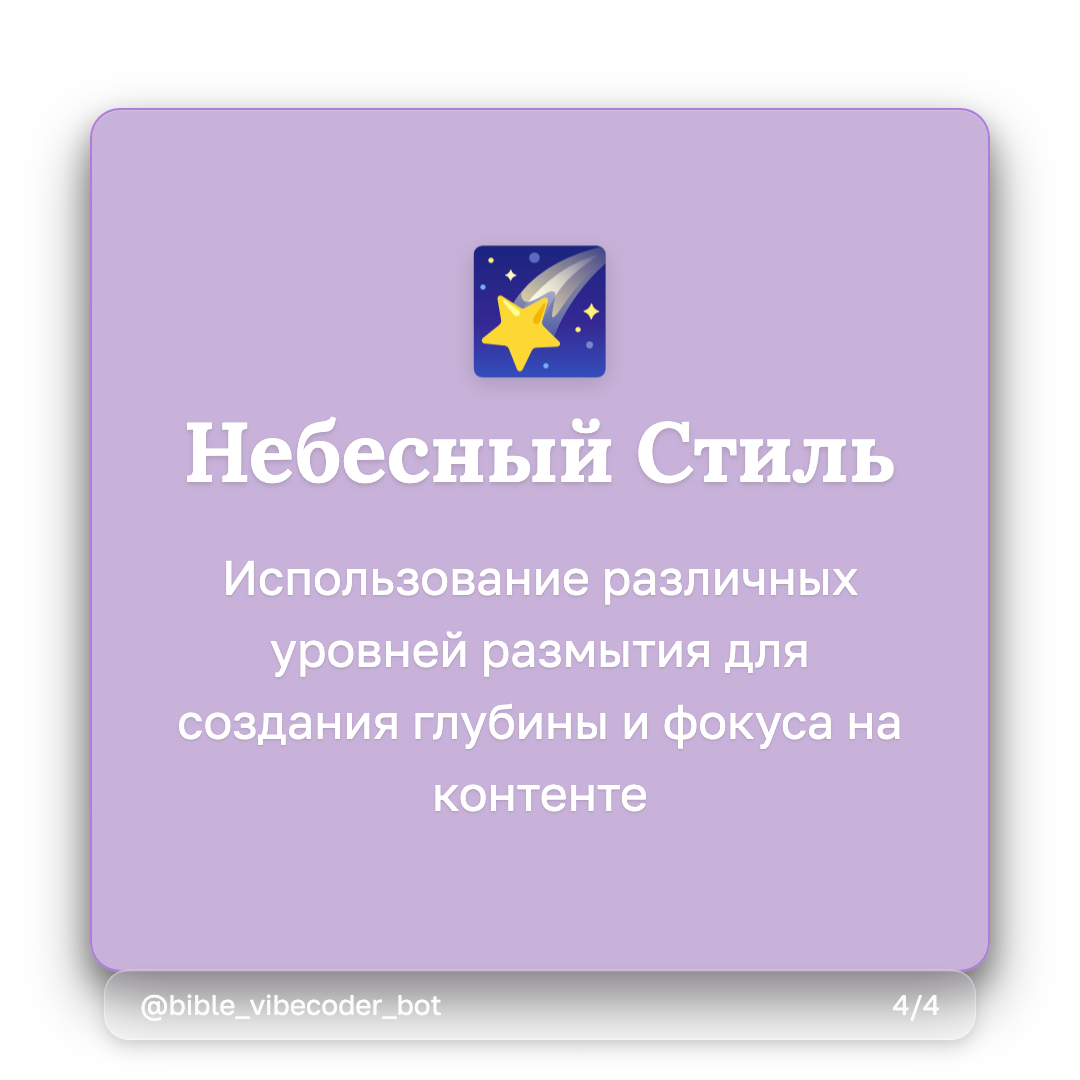 Небесный Стиль
Использование различных
уровней размытия для
создания глубины и фокуса на
контенте
@bible_vibecoder_bot 4/4